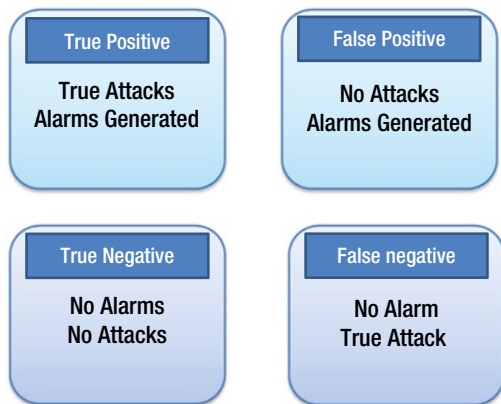 True Positive
True Attacks
Alarms Generated
False Positive
No Attacks
Alarms Generated
True Negative
No Alarms
No Attacks
False negative
No Alarm
True Attack